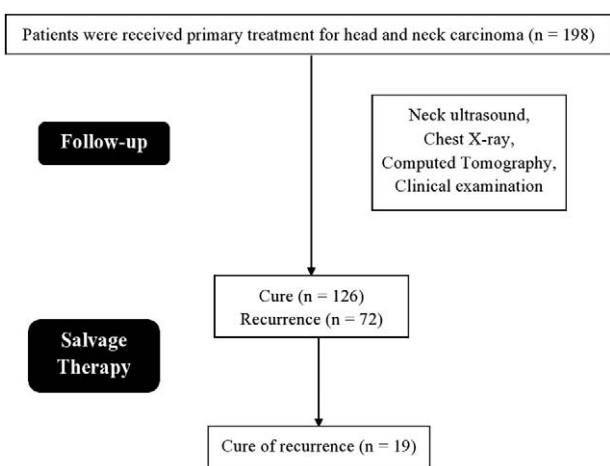 Patients were received primary treatment for head and neck carcinoma (n = 198)
Follow-up
Neck ultrasound,
Chest X-ray,
Computed Tomography,
Clinical examination
Cure (n = 126)
Recurrence (n = 72)
Salvage
Therapy
Cure of recurrence (n = 19)